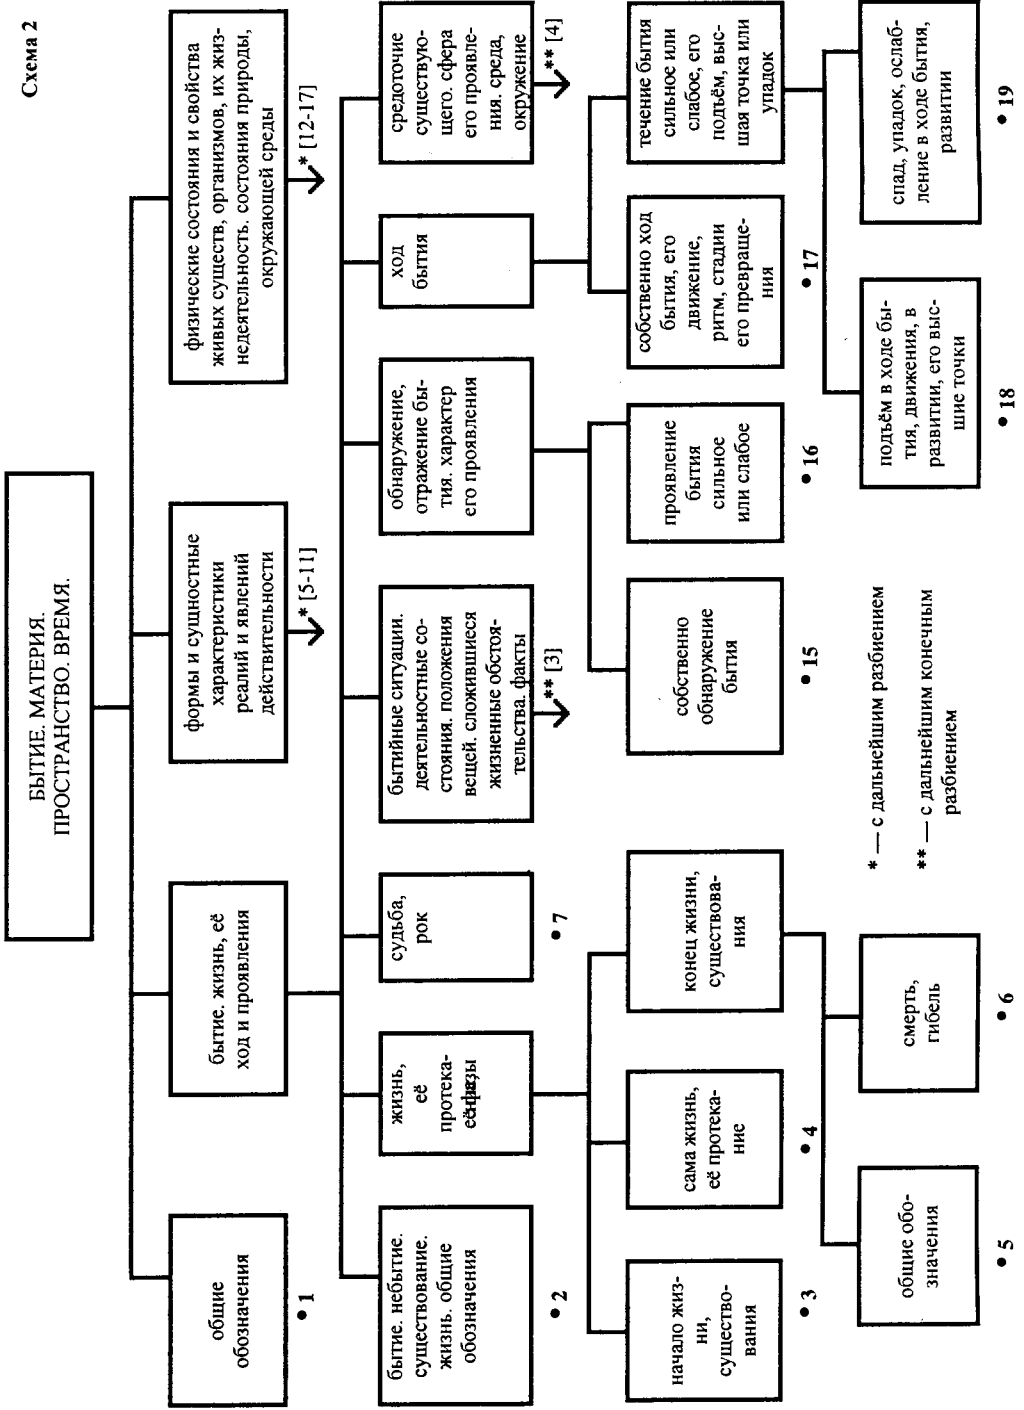 Схема 2
БЫТИЕ. МАТЕРИЯ.
ПРОСТРАНСТВО. ВРЕМЯ.
общие
обозначения
• 1
бытие. жизнь, её
ход и проявления
формы и сущностные
характеристики
реалий и явлений
действительности
* [5-11]
физические состояния и свойства
живых существ, организмов, их жиз-
недеятельность. состояния природы,
окружающей среды
* [12-17]
бытие. небытие.
существование.
жизнь. общие
обозначения
• 2
жизнь,
её
протека-
судьба,
рок
• 7
бытийные ситуации.
деятельностные со-
стояния. положения
вещей. сложившиеся
жизненные обстоя-
тельства. факты
** [3]
обнаружение,
отражение бы-
тия. характер
его проявления
ход
бытия
средоточие
существую-
щего. сфера
его проявле-
ния. среда,
окружение
** [4]
начало жиз-
ни,
существо-
вания
• 3
сама жизнь,
её протека-
ние
• 4
конец жизни,
существова-
ния
собственно
обнаружение
бытия
• 15
проявление
бытия
сильное
или слабое
• 16
собственно ход
бытия, его
движение,
ритм, стадии
его превраще-
ния
• 17
течение бытия
сильное или
слабое, его
подъём, выс-
шая точка или
упадок
общие обо-
значения
• 5
смерть,
гибель
• 6
* — с дальнейшим разбиением
** — с дальнейшим конечным
разбиением
подъём в ходе бы-
тия, движения, в
развитии, его выс-
шие точки
• 18
спад, упадок, ослаб-
ление в ходе бытия,
развитии
• 19